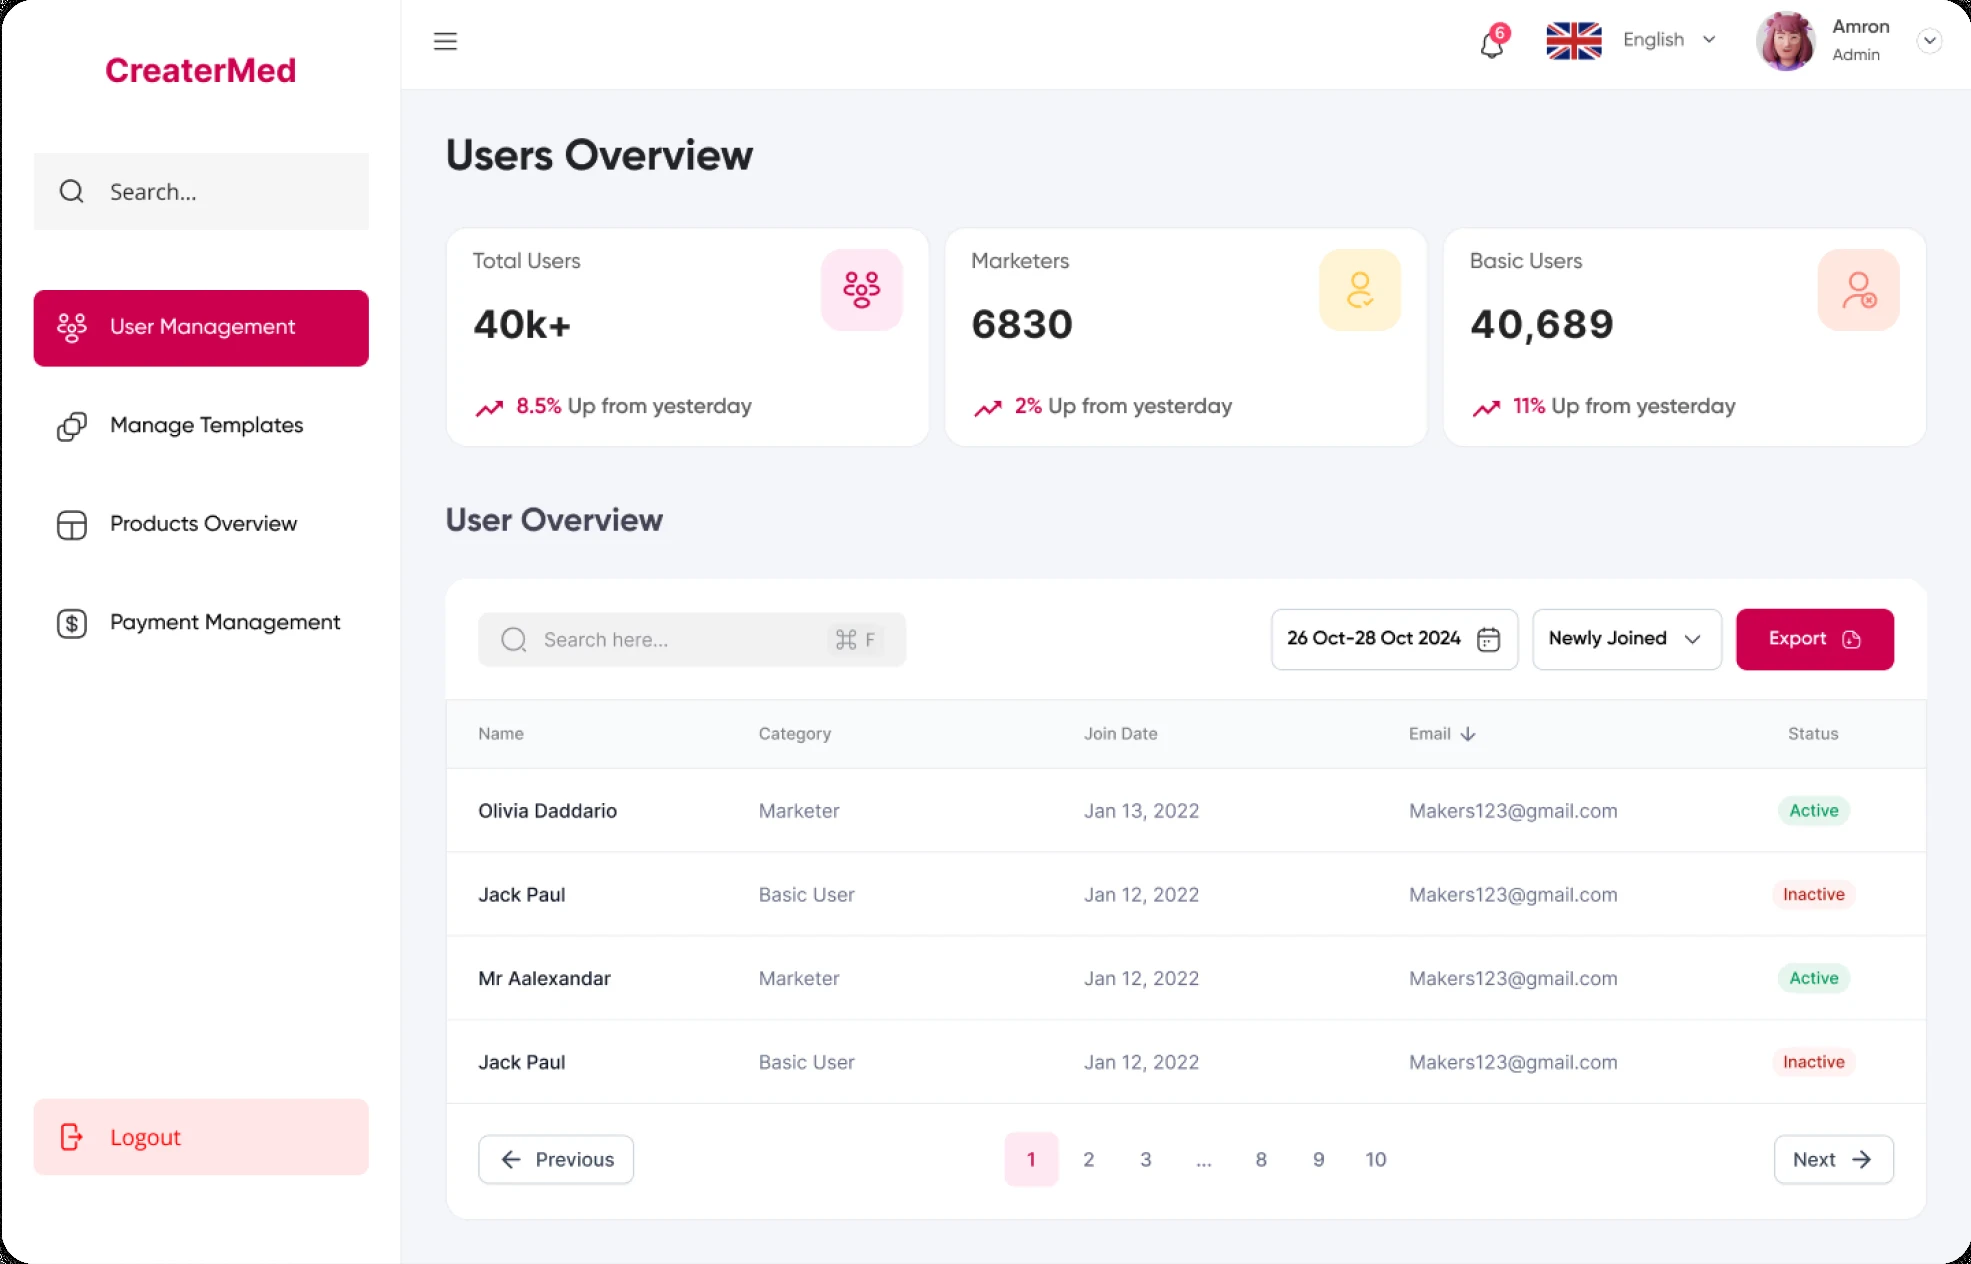 CreaterMed
Search...
User Management
Manage Templates
Products Overview
Payment Management
Logout
6
English
Amron
Admin
Users Overview
Total Users
40k+
8.5% Up from yesterday
Marketers
6830
2% Up from yesterday
Basic Users
40,689
11% Up from yesterday
User Overview
Search here... ⌘ F
26 Oct-28 Oct 2024
Newly Joined
Export
Name Category Join Date Email Status
Olivia Daddario Marketer Jan 13, 2022 Makers123@gmail.com Active
Jack Paul Basic User Jan 12, 2022 Makers123@gmail.com Inactive
Mr Aalexandar Marketer Jan 12, 2022 Makers123@gmail.com Active
Jack Paul Basic User Jan 12, 2022 Makers123@gmail.com Inactive
Previous 1 2 3 ... 8 9 10 Next